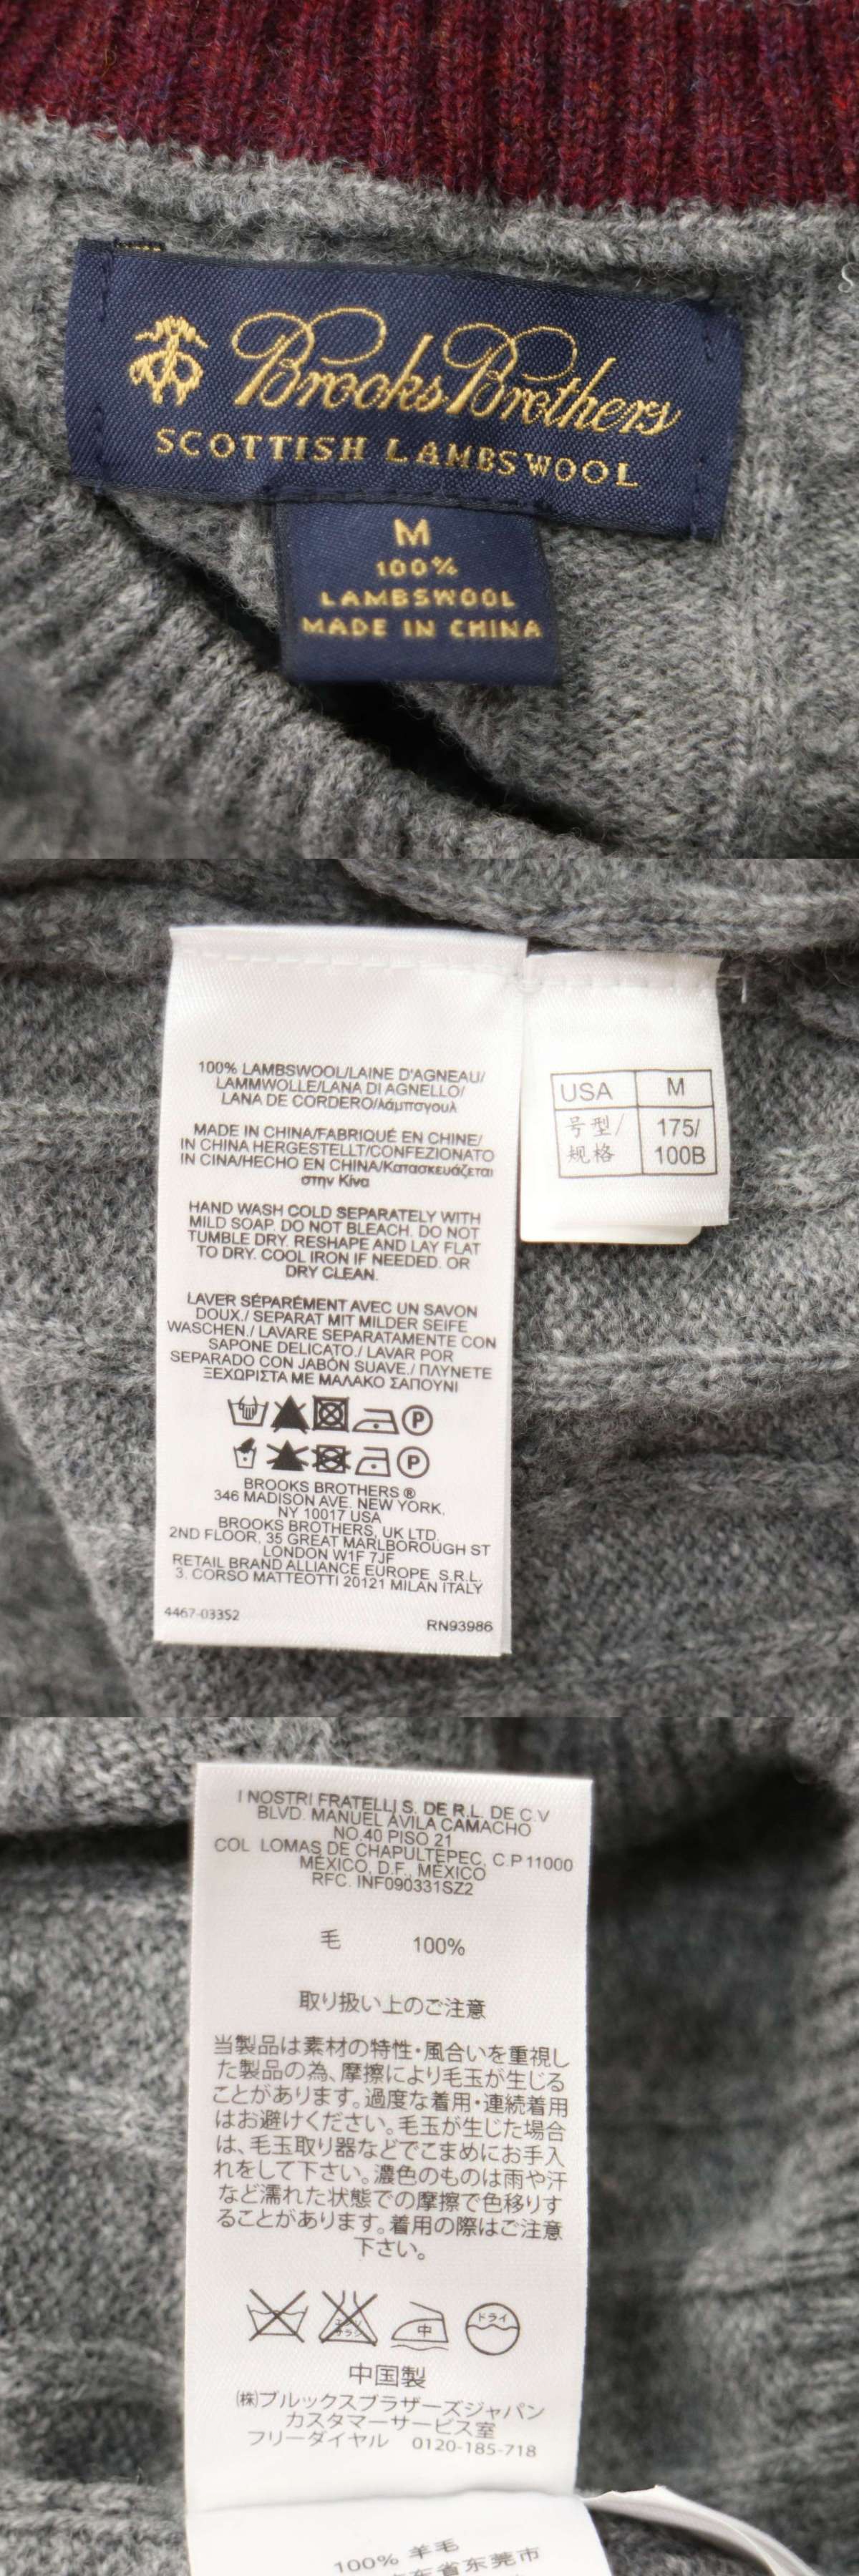 Brooks Brothers
SCOTTISH LAMBSWOOL
M
100%
LAMBSWOOL
MADE IN CHINA
100% LAMBSWOOL/LAINE D'AGNEAU/
LAMMWOLLE/LANA DI AGNELLO/
LANA DE CORDERO/λάμπσγουλ
MADE IN CHINA/FABRIQUÉ EN CHINE/
IN CHINA HERGESTELLT/CONFEZIONATO
IN CINA/HECHO EN CHINA/Κατασκευάζεται
στην Κίνα
HAND WASH COLD SEPARATELY WITH
MILD SOAP. DO NOT BLEACH. DO NOT
TUMBLE DRY. RESHAPE AND LAY FLAT
TO DRY. COOL IRON IF NEEDED. OR
DRY CLEAN.
LAVER SÉPARÉMENT AVEC UN SAVON
DOUX./ SEPARAT MIT MILDER SEIFE
WASCHEN./ LAVARE SEPARATAMENTE CON
SAPONE DELICATO./ LAVAR POR
SEPARADO CON JABÓN SUAVE./ ΠΛΥΝΕΤΕ
ΞΕΧΩΡΙΣΤΑ ΜΕ ΜΑΛΑΚΟ ΣΑΠΟΥΝΙ
P
P
BROOKS BROTHERS ®
346 MADISON AVE. NEW YORK,
NY 10017 USA
BROOKS BROTHERS, UK LTD.
2ND FLOOR, 35 GREAT MARLBOROUGH ST
LONDON W1F 7JF
RETAIL BRAND ALLIANCE EUROPE S.R.L.
3. CORSO MATTEOTTI 20121 MILAN ITALY
4467-03352
RN93986
USA M
号型/ 175/
规格 100B
I NOSTRI FRATELLI S. DE R.L. DE C V
BLVD. MANUEL ÁVILA CAMACHO
NO.40 PISO 21
COL LOMAS DE CHAPULTEPEC, C.P 11000
MÉXICO, D.F., MÉXICO
RFC. INF090331SZ2
毛 100%
取り扱い上のご注意
当製品は素材の特性・風合いを重視し
た製品の為、摩擦により毛玉が生じる
ことがあります。過度な着用・連続着用
はお避けください。毛玉が生じた場合
は、毛玉取り器などでこまめにお手入
れをして下さい。濃色のものは雨や汗
など濡れた状態での摩擦で色移りす
ることがあります。着用の際はご注意
下さい。
エンソ
サラシ
中
ドライ
中国製
㈱ブルックスブラザーズジャパン
カスタマーサービス室
フリーダイヤル 0120-185-718
100% 羊毛
东省东莞市